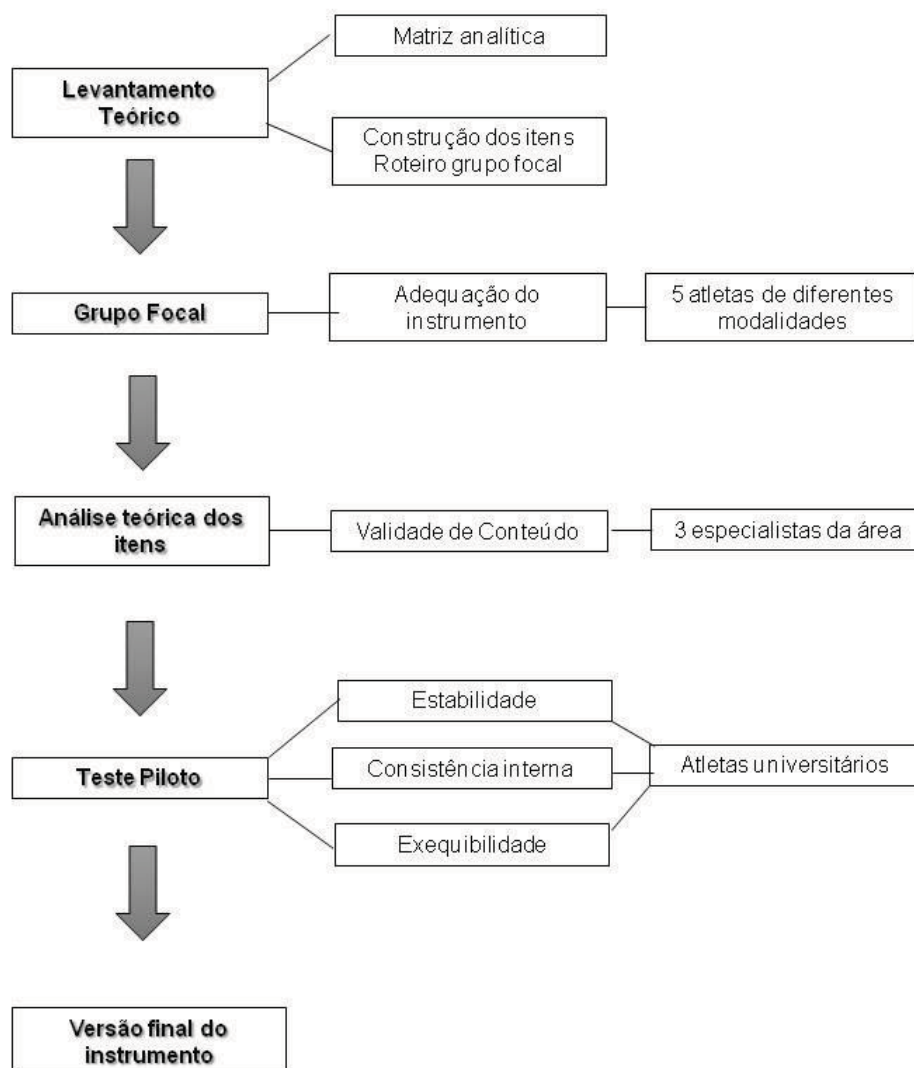 Matriz analítica
Levantamento
Teórico
Construção dos itens
Roteiro grupo focal
Grupo Focal
Adequação do
instrumento
5 atletas de diferentes
modalidades
Análise teórica dos
itens
Validade de Conteúdo
3 especialistas da área
Estabilidade
Teste Piloto
Consistência interna
Atletas universitários
Exequibilidade
Versão final do
instrumento